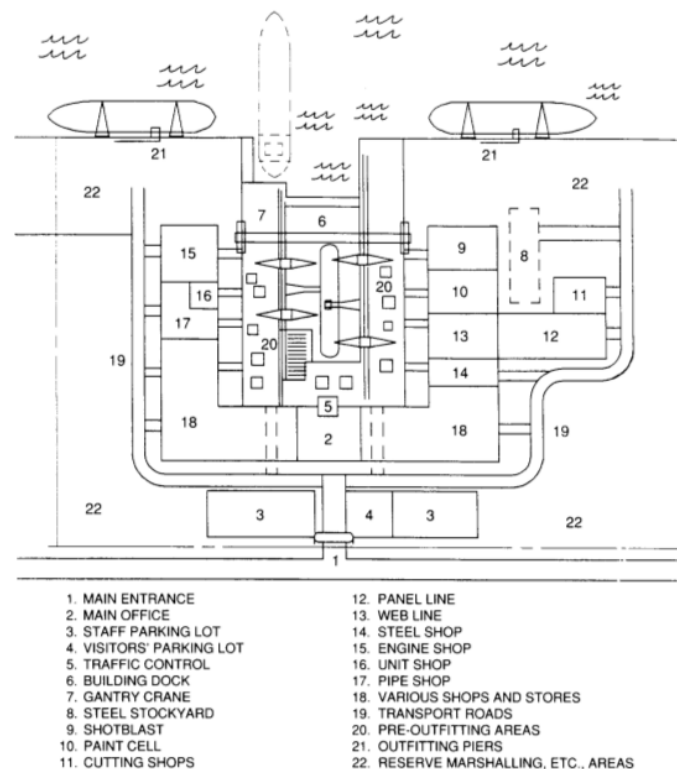 21
21
22
22
7
6
15
9
8
16
20
10
11
17
13
12
19
20
14
5
18
2
18
19
22
3
4
3
22
1
1. MAIN ENTRANCE
2. MAIN OFFICE
3. STAFF PARKING LOT
4. VISITORS' PARKING LOT
5. TRAFFIC CONTROL
6. BUILDING DOCK
7. GANTRY CRANE
8. STEEL STOCKYARD
9. SHOTBLAST
10. PAINT CELL
11. CUTTING SHOPS
12. PANEL LINE
13. WEB LINE
14. STEEL SHOP
15. ENGINE SHOP
16. UNIT SHOP
17. PIPE SHOP
18. VARIOUS SHOPS AND STORES
19. TRANSPORT ROADS
20. PRE-OUTFITTING AREAS
21. OUTFITTING PIERS
22. RESERVE MARSHALLING, ETC., AREAS